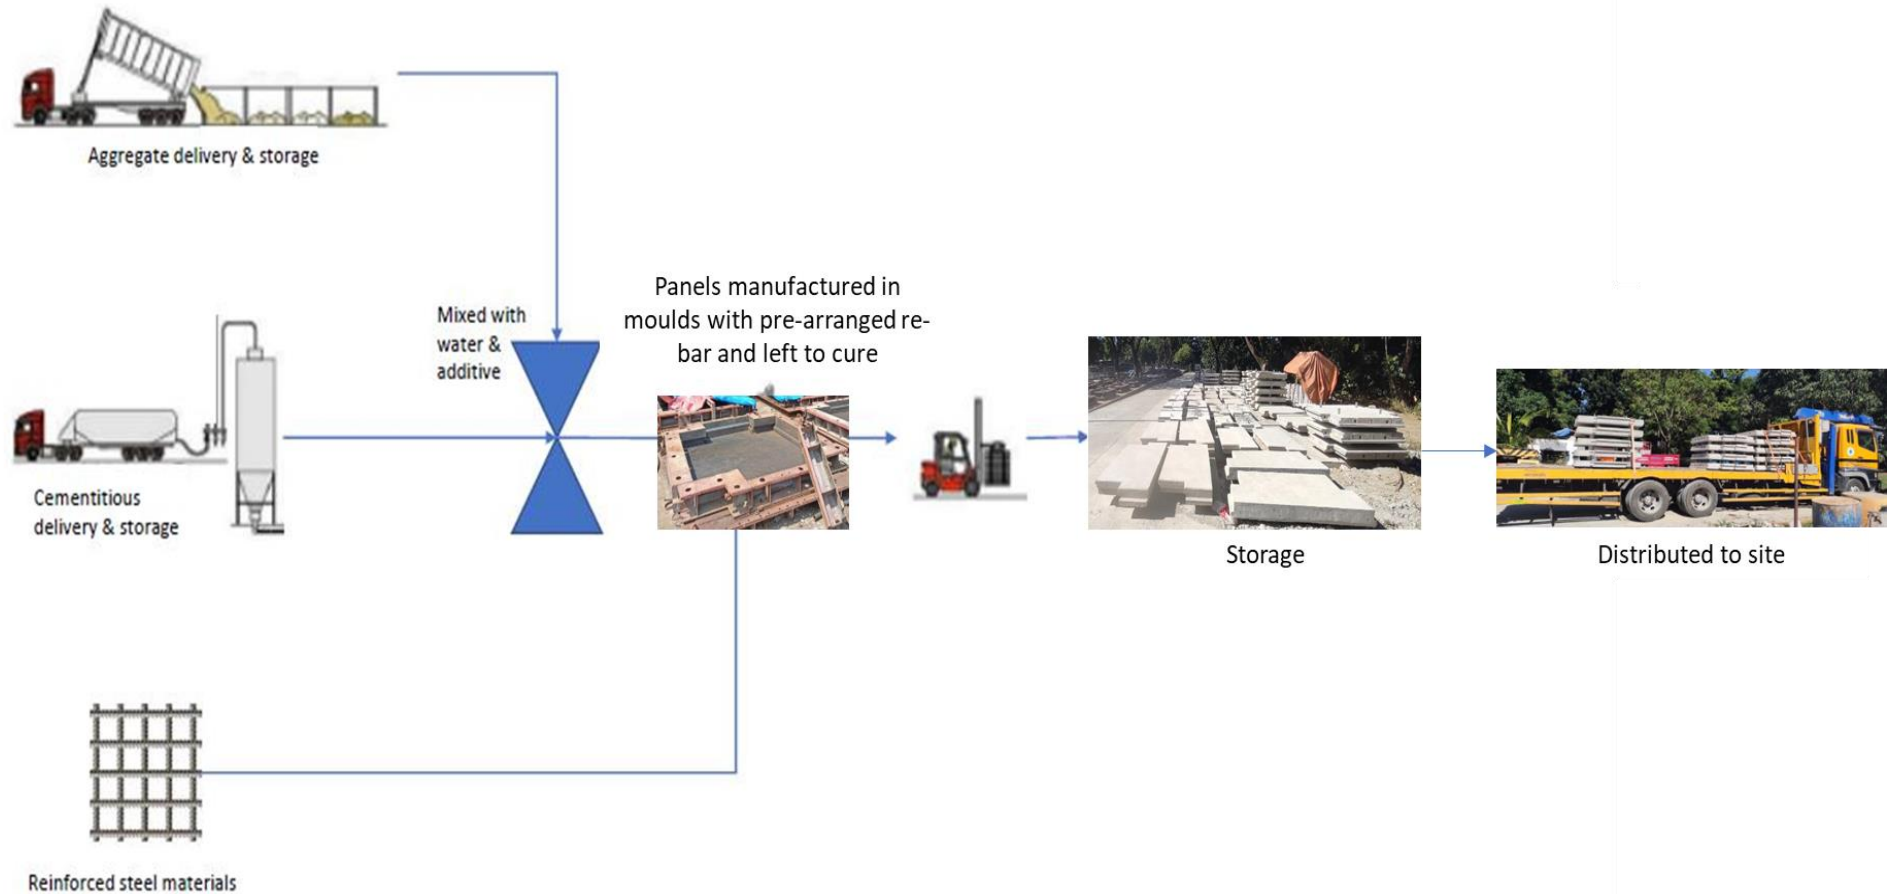 Aggregate delivery & storage
Mixed with
water &
additive
Panels manufactured in
moulds with pre-arranged re-
bar and left to cure
Cementitious
delivery & storage
Storage
Distributed to site
Reinforced steel materials